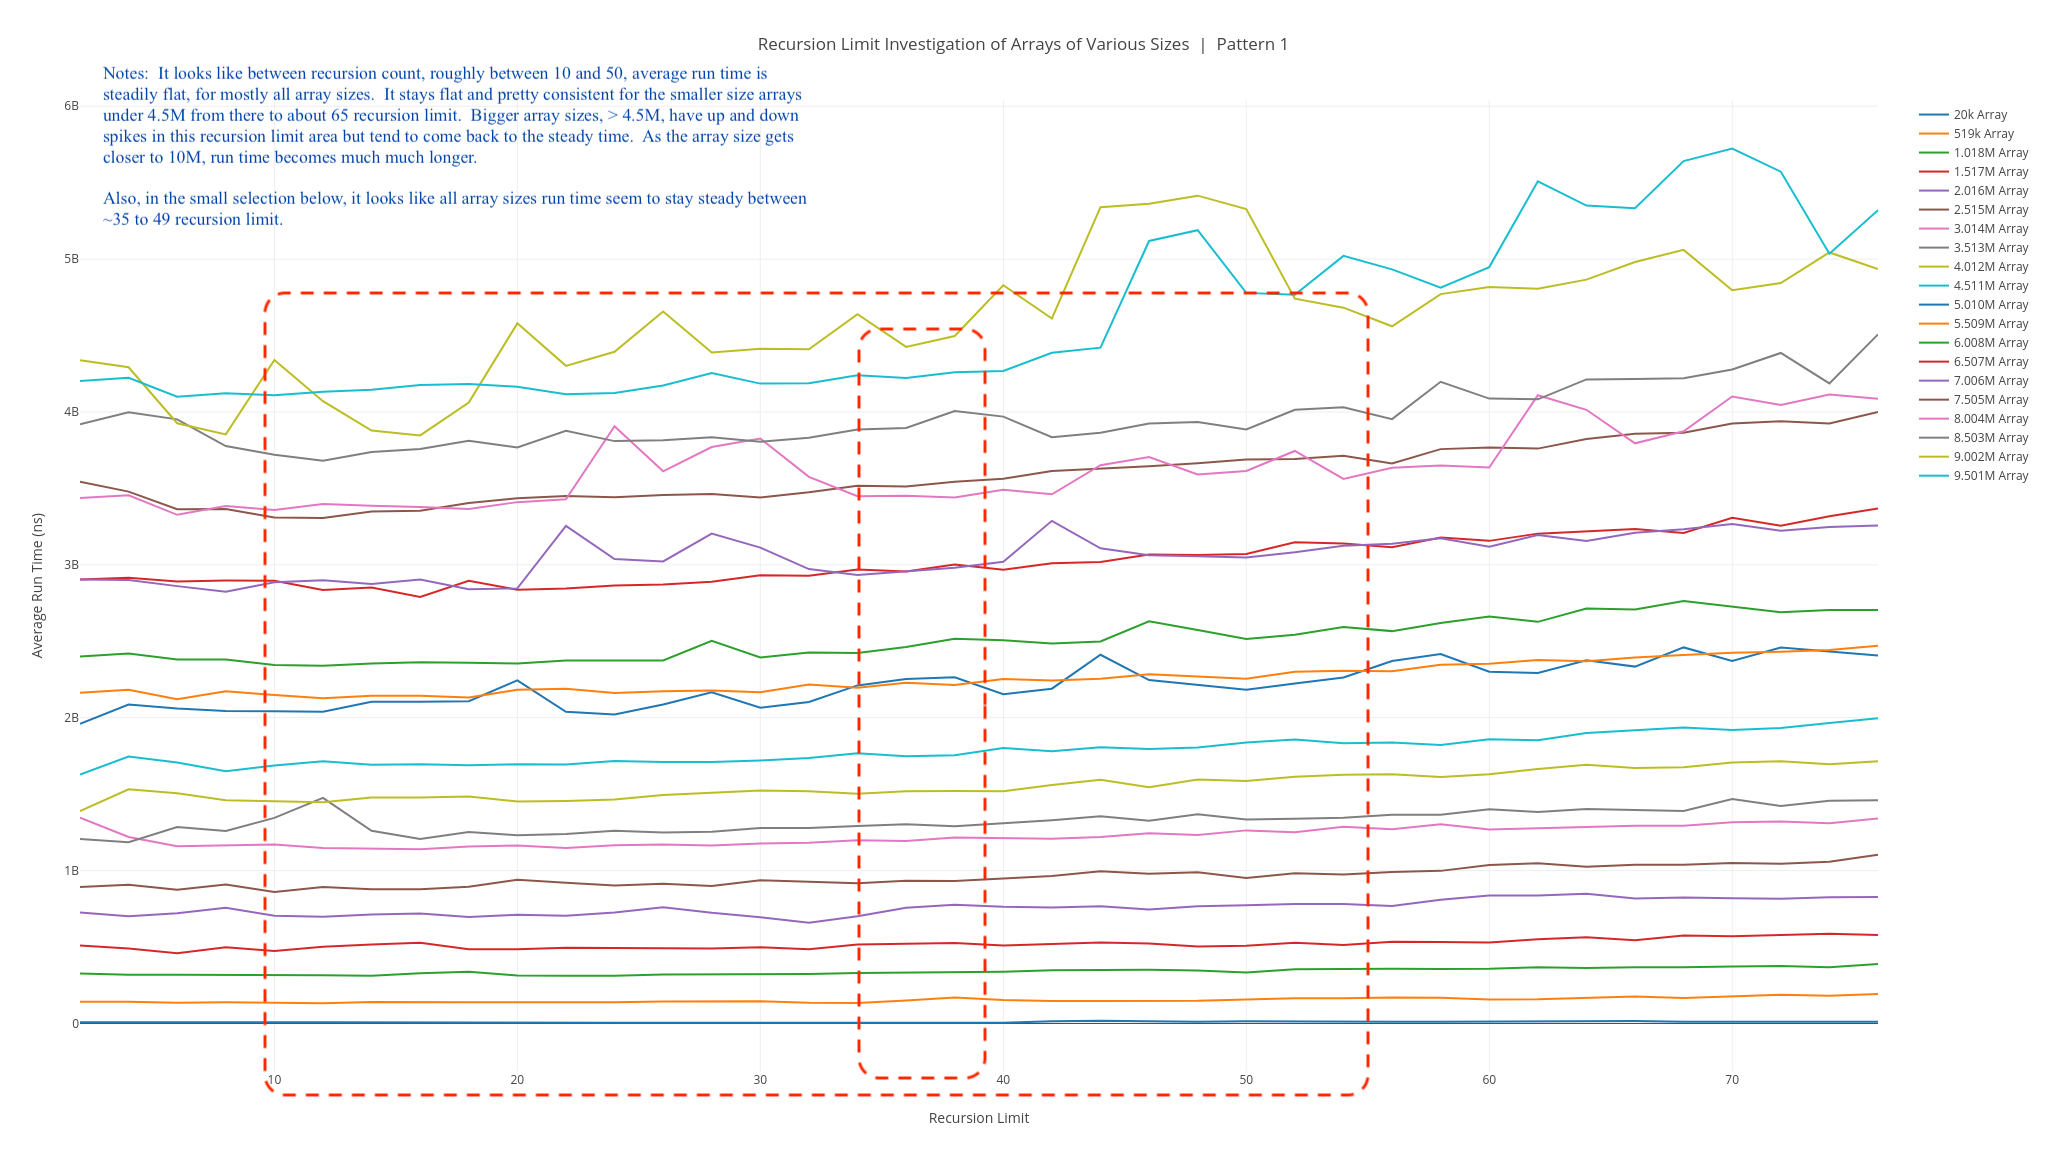 Recursion Limit Investigation of Arrays of Various Sizes | Pattern 1
Notes: It looks like between recursion count, roughly between 10 and 50, average run time is
steadily flat, for mostly all array sizes. It stays flat and pretty consistent for the smaller size arrays
under 4.5M from there to about 65 recursion limit. Bigger array sizes, > 4.5M, have up and down
spikes in this recursion limit area but tend to come back to the steady time. As the array size gets
closer to 10M, run time becomes much much longer.
Also, in the small selection below, it looks like all array sizes run time seem to stay steady between
~35 to 49 recursion limit.
6B
5B
4B
3B
2B
1B
0
Average Run Time (ns)
10 20 30 40 50 60 70
Recursion Limit
20k Array
519k Array
1.018M Array
1.517M Array
2.016M Array
2.515M Array
3.014M Array
3.513M Array
4.012M Array
4.511M Array
5.010M Array
5.509M Array
6.008M Array
6.507M Array
7.006M Array
7.505M Array
8.004M Array
8.503M Array
9.002M Array
9.501M Array